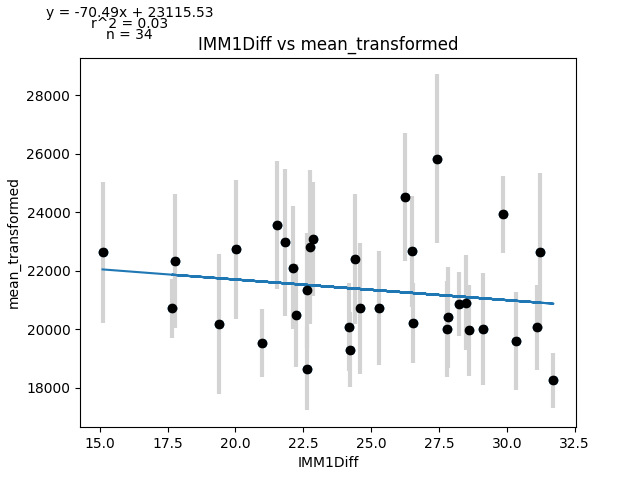 y = -70.49x + 23115.53
r^2 = 0.03
n = 34
IMM1Diff vs mean_transformed
28000
26000
24000
22000
20000
18000
mean_transformed
15.0 17.5 20.0 22.5 25.0 27.5 30.0 32.5
IMM1Diff